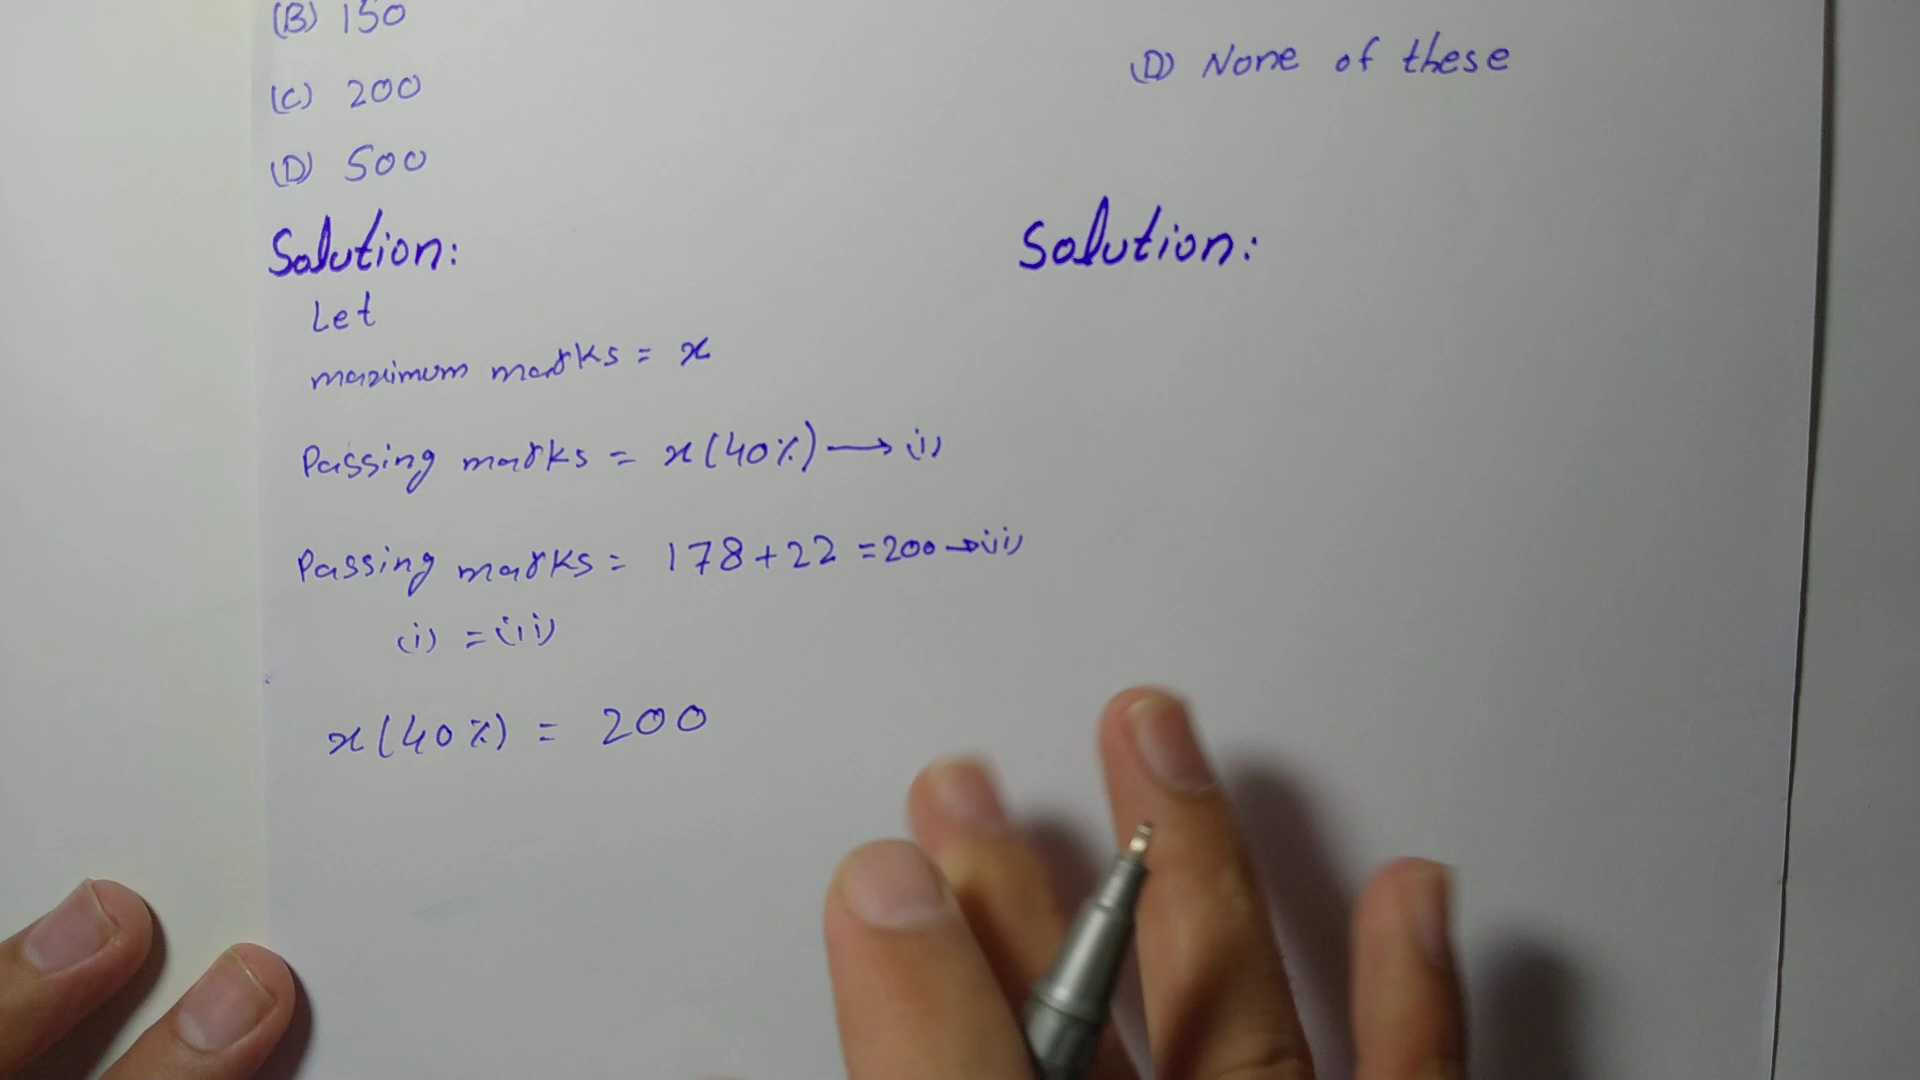 (B) 150
(C) 200
(D) 500
Solution:
Let
maximum marks = x
Passing marks = x(40%) → (i)
Passing marks = 178+22 =200→(ii)
(i) =(ii)
x(40%) = 200
(D) None of these
Solution: